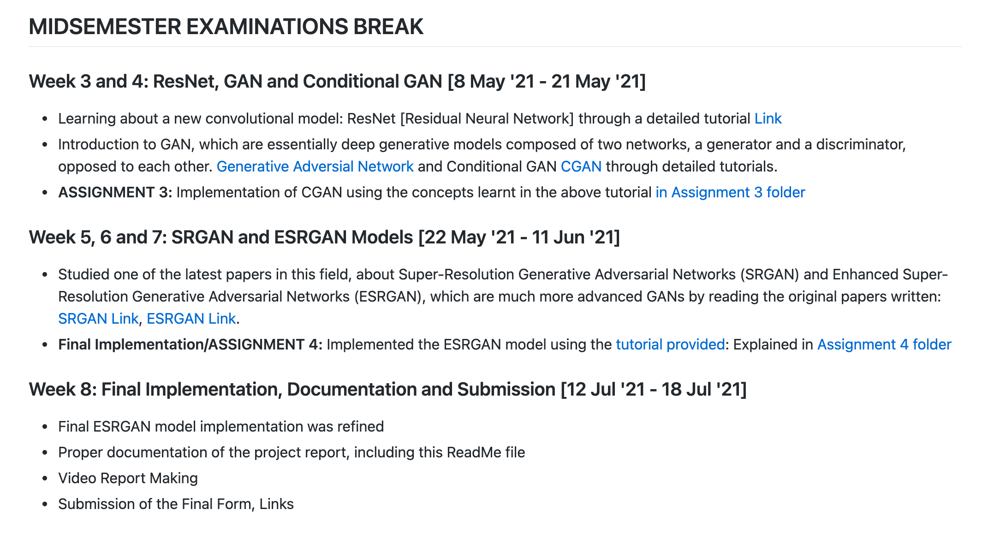 MIDSEMESTER EXAMINATIONS BREAK
Week 3 and 4: ResNet, GAN and Conditional GAN [8 May '21 - 21 May '21]
• Learning about a new convolutional model: ResNet [Residual Neural Network] through a detailed tutorial Link
• Introduction to GAN, which are essentially deep generative models composed of two networks, a generator and a discriminator,
opposed to each other. Generative Adversial Network and Conditional GAN CGAN through detailed tutorials.
• ASSIGNMENT 3: Implementation of CGAN using the concepts learnt in the above tutorial in Assignment 3 folder
Week 5, 6 and 7: SRGAN and ESRGAN Models [22 May '21 - 11 Jun '21]
• Studied one of the latest papers in this field, about Super-Resolution Generative Adversarial Networks (SRGAN) and Enhanced Super-
Resolution Generative Adversarial Networks (ESRGAN), which are much more advanced GANs by reading the original papers written:
SRGAN Link, ESRGAN Link.
• Final Implementation/ASSIGNMENT 4: Implemented the ESRGAN model using the tutorial provided: Explained in Assignment 4 folder
Week 8: Final Implementation, Documentation and Submission [12 Jul '21 - 18 Jul '21]
• Final ESRGAN model implementation was refined
• Proper documentation of the project report, including this ReadMe file
• Video Report Making
• Submission of the Final Form, Links